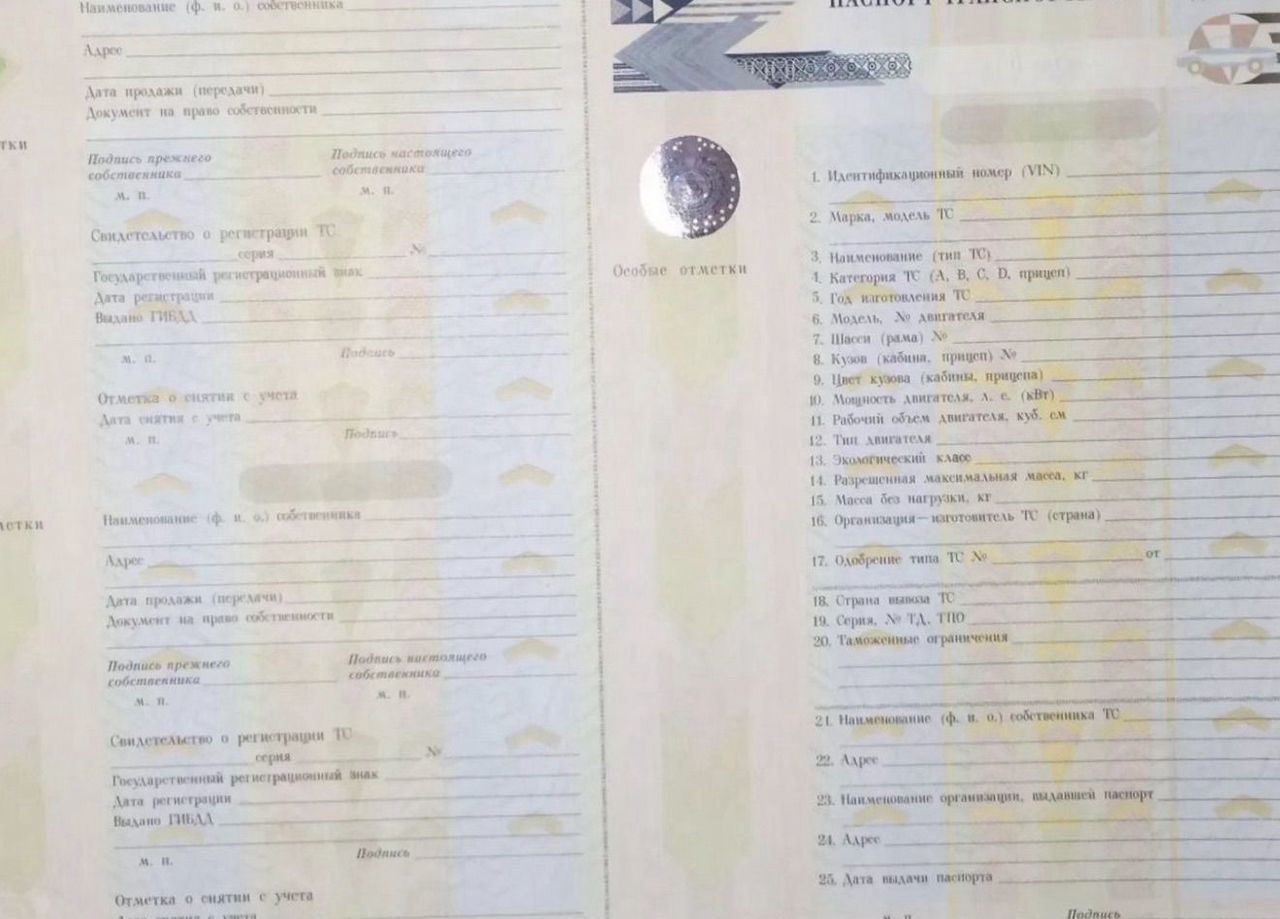 Наименование (ф. и. о.) собственника
Адрес
Дата продажи (передачи)
Документ на право собственности
Подпись прежнего собственника
Подпись настоящего собственника
м. п.
м. п.
Свидетельство о регистрации ТС
серия №
Государственный регистрационный знак
Дата регистрации
Выдано ГИБДД
м. п. Подпись
Отметка о снятии с учета
Дата снятия с учета
м. п. Подпись
Наименование (ф. и. о.) собственника
Адрес
Дата продажи (передачи)
Документ на право собственности
Подпись прежнего собственника
Подпись настоящего собственника
м. п.
м. п.
Свидетельство о регистрации ТС
серия №
Государственный регистрационный знак
Дата регистрации
Выдано ГИБДД
м. п. Подпись
Отметка о снятии с учета
Дата снятия с учета
ПАСПОРТ
Особые отметки
1. Идентификационный номер (VIN)
2. Марка, модель ТС
3. Наименование (тип ТС)
4. Категория ТС (А, В, С, D, прицеп)
5. Год изготовления ТС
6. Модель, № двигателя
7. Шасси (рама) №
8. Кузов (кабина, прицеп) №
9. Цвет кузова (кабины, прицепа)
10. Мощность двигателя, л. с. (кВт)
11. Рабочий объем двигателя, куб. см
12. Тип двигателя
13. Экологический класс
14. Разрешенная максимальная масса, кг
15. Масса без нагрузки, кг
16. Организация—изготовитель ТС (страна)
17. Одобрение типа ТС № от
18. Страна вывоза ТС
19. Серия, № ТД, ТПО
20. Таможенные ограничения
21. Наименование (ф. и. о.) собственника ТС
22. Адрес
23. Наименование организации, выдавшей паспорт
24. Адрес
25. Дата выдачи паспорта
м. п. Подпись